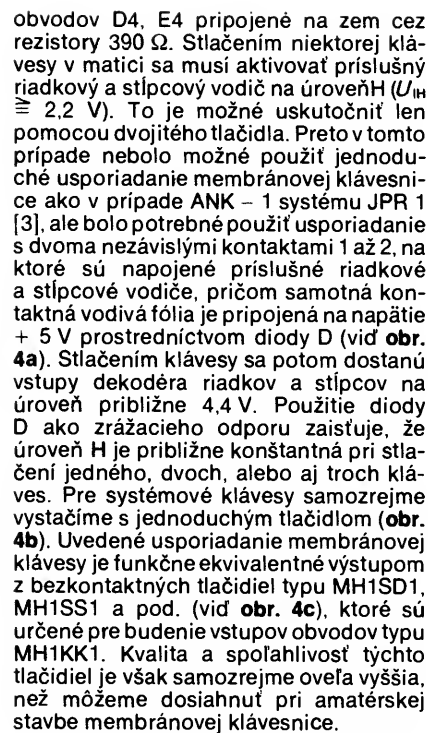 obvodov D4, E4 pripojené na zem cez
rezistory 390 Ω. Stlačením niektorej klá-
vesy v matici sa musí aktivovať príslušný
riadkový a stĺpcový vodič na úroveň H (U_IH
≧ 2,2 V). To je možné uskutočniť len
pomocou dvojitého tlačidla. Preto v tomto
prípade nebolo možné použiť jednodu-
ché usporiadanie membránovej klávesni-
ce ako v prípade ANK – 1 systému JPR 1
[3], ale bolo potrebné použiť usporiadanie
s dvoma nezávislými kontaktami 1 až 2, na
ktoré sú napojené príslušné riadkové
a stĺpcové vodiče, pričom samotná kon-
taktná vodivá fólia je pripojená na napätie
+ 5 V prostredníctvom diody D (viď obr.
4a). Stlačením klávesy sa potom dostanú
vstupy dekodéra riadkov a stĺpcov na
úroveň približne 4,4 V. Použitie diody
D ako zrážacieho odporu zaisťuje, že
úroveň H je približne konštantná pri stla-
čení jedného, dvoch, alebo aj troch klá-
ves. Pre systémové klávesy samozrejme
vystačíme s jednoduchým tlačidlom (obr.
4b). Uvedené usporiadanie membránovej
klávesy je funkčne ekvivalentné výstupom
z bezkontaktných tlačidiel typu MH1SD1,
MH1SS1 a pod. (viď obr. 4c), ktoré sú
určené pre budenie vstupov obvodov typu
MH1KK1. Kvalita a spoľahlivosť týchto
tlačidiel je však samozrejme oveľa vyššia,
než môžeme dosiahnuť pri amatérskej
stavbe membránovej klávesnice.